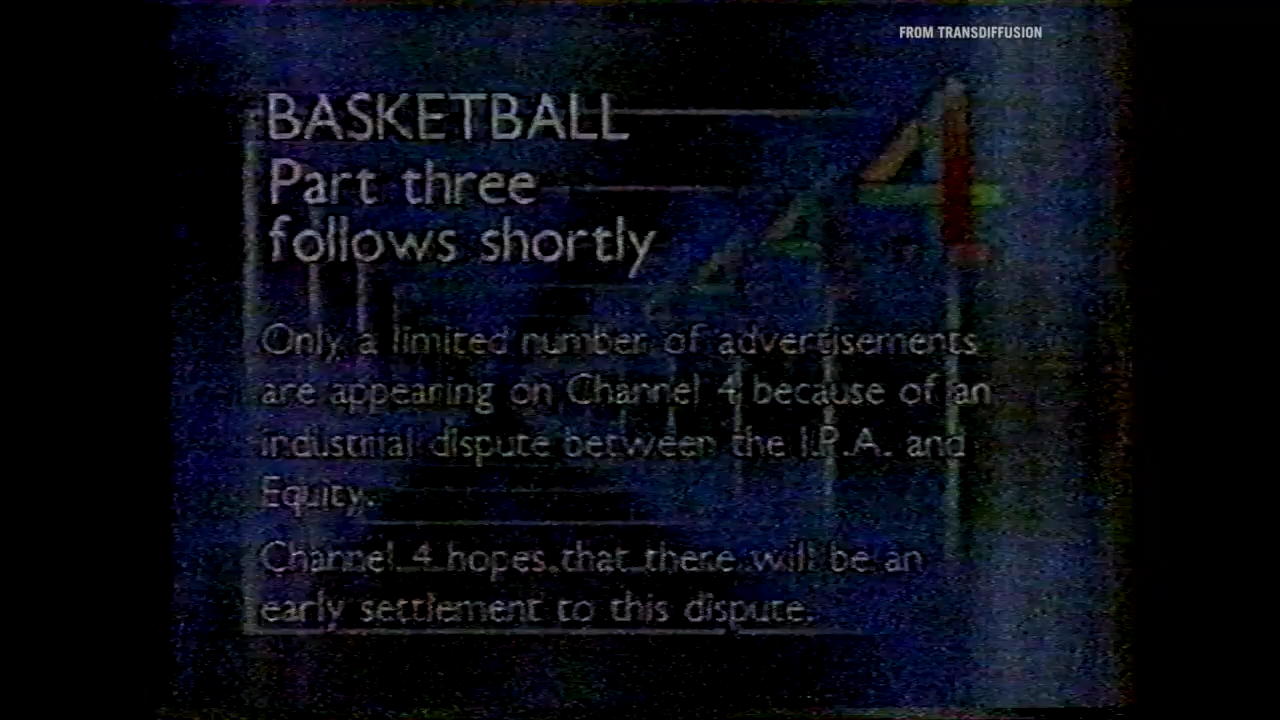 FROM TRANSDIFFUSION
BASKETBALL
Part three
follows shortly
Only a limited number of advertisements
are appearing on Channel 4 because of an
industrial dispute between the I.P.A. and
Equity.
Channel 4 hopes that there will be an
early settlement to this dispute.
4